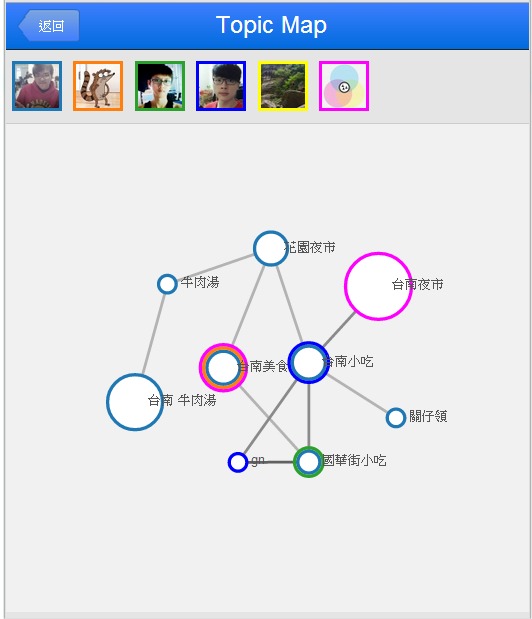 返回
Topic Map
花園夜市
牛肉湯
台南夜市
台南美食
台南小吃
台南 牛肉湯
關仔嶺
gn
國華街小吃